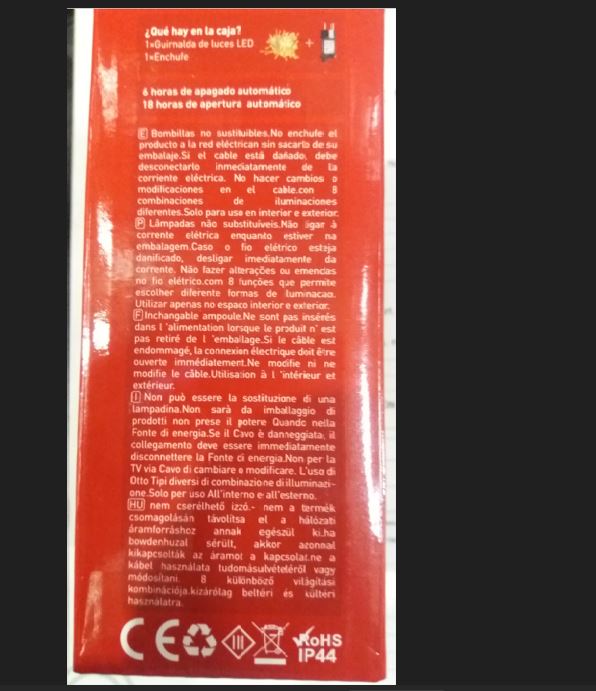 ¿Qué hay en la caja?
1×Guirnalda de luces LED
1×Enchufe
+
6 horas de apagado automático
18 horas de apertura automático
E Bombillas no sustituibles.No enchufe el
producto a la red eléctrican sin sacarla de su
embalaje.Si el cable está dañado, debe
desconectarlo inmediatamente de la
corriente eléctrica. No hacer cambios o
modificaciones en el cable.con 8
combinaciones de iluminaciones
diferentes.Solo para uso en interior e exterior.
P Lâmpadas não substituíveis.Não ligar à
corrente elétrica enquanto estiver na
embalagem.Caso o fio elétrico esteja
danificado, desligar imediatamente da
corrente. Não fazer alterações ou emendas
no fio elétrico.com 8 funções que permite
escolher diferente formas de luminacao.
Utilizar apenas no espaco interior e exterior.
F Inchangable ampoule.Ne sont pas insérés
dans l 'alimentation lorsque le produit n' est
pas retiré de l 'emballage.Si le câble est
endommagé, la connexion électrique doit être
ouverte immédiatement.Ne modifie ni ne
modifie le câble.Utilisation à l 'intérieur et
extérieur.
I Non può essere la sostituzione di una
lampadina.Non sarà da imballaggio di
prodotti non prese il potere Quando nella
Fonte di energia.Se il Cavo è danneggiata, il
collegamento deve essere immediatamente
disconnettere la Fonte di energia.Non per la
TV via Cavo di cambiare o modificare. L'uso di
Otto Tipi diversi di combinazione di illuminazi-
one.Solo per uso All'interno e all'esterno.
HU nem cserélhető izzó.- nem a termék
csomagolásán távolítsa el a hálózati
áramforráshoz annak egészül ki.ha
bowdenhuzal sérült, akkor azonnal
kikapcsolták az áramot a kapcsolat.ne a
kábel használata tudomásulvételéről vagy
módosítani. 8 különböző világítási
kombinációja.kizárólag beltéri és kültéri
használatra.
CE RoHS
IP44